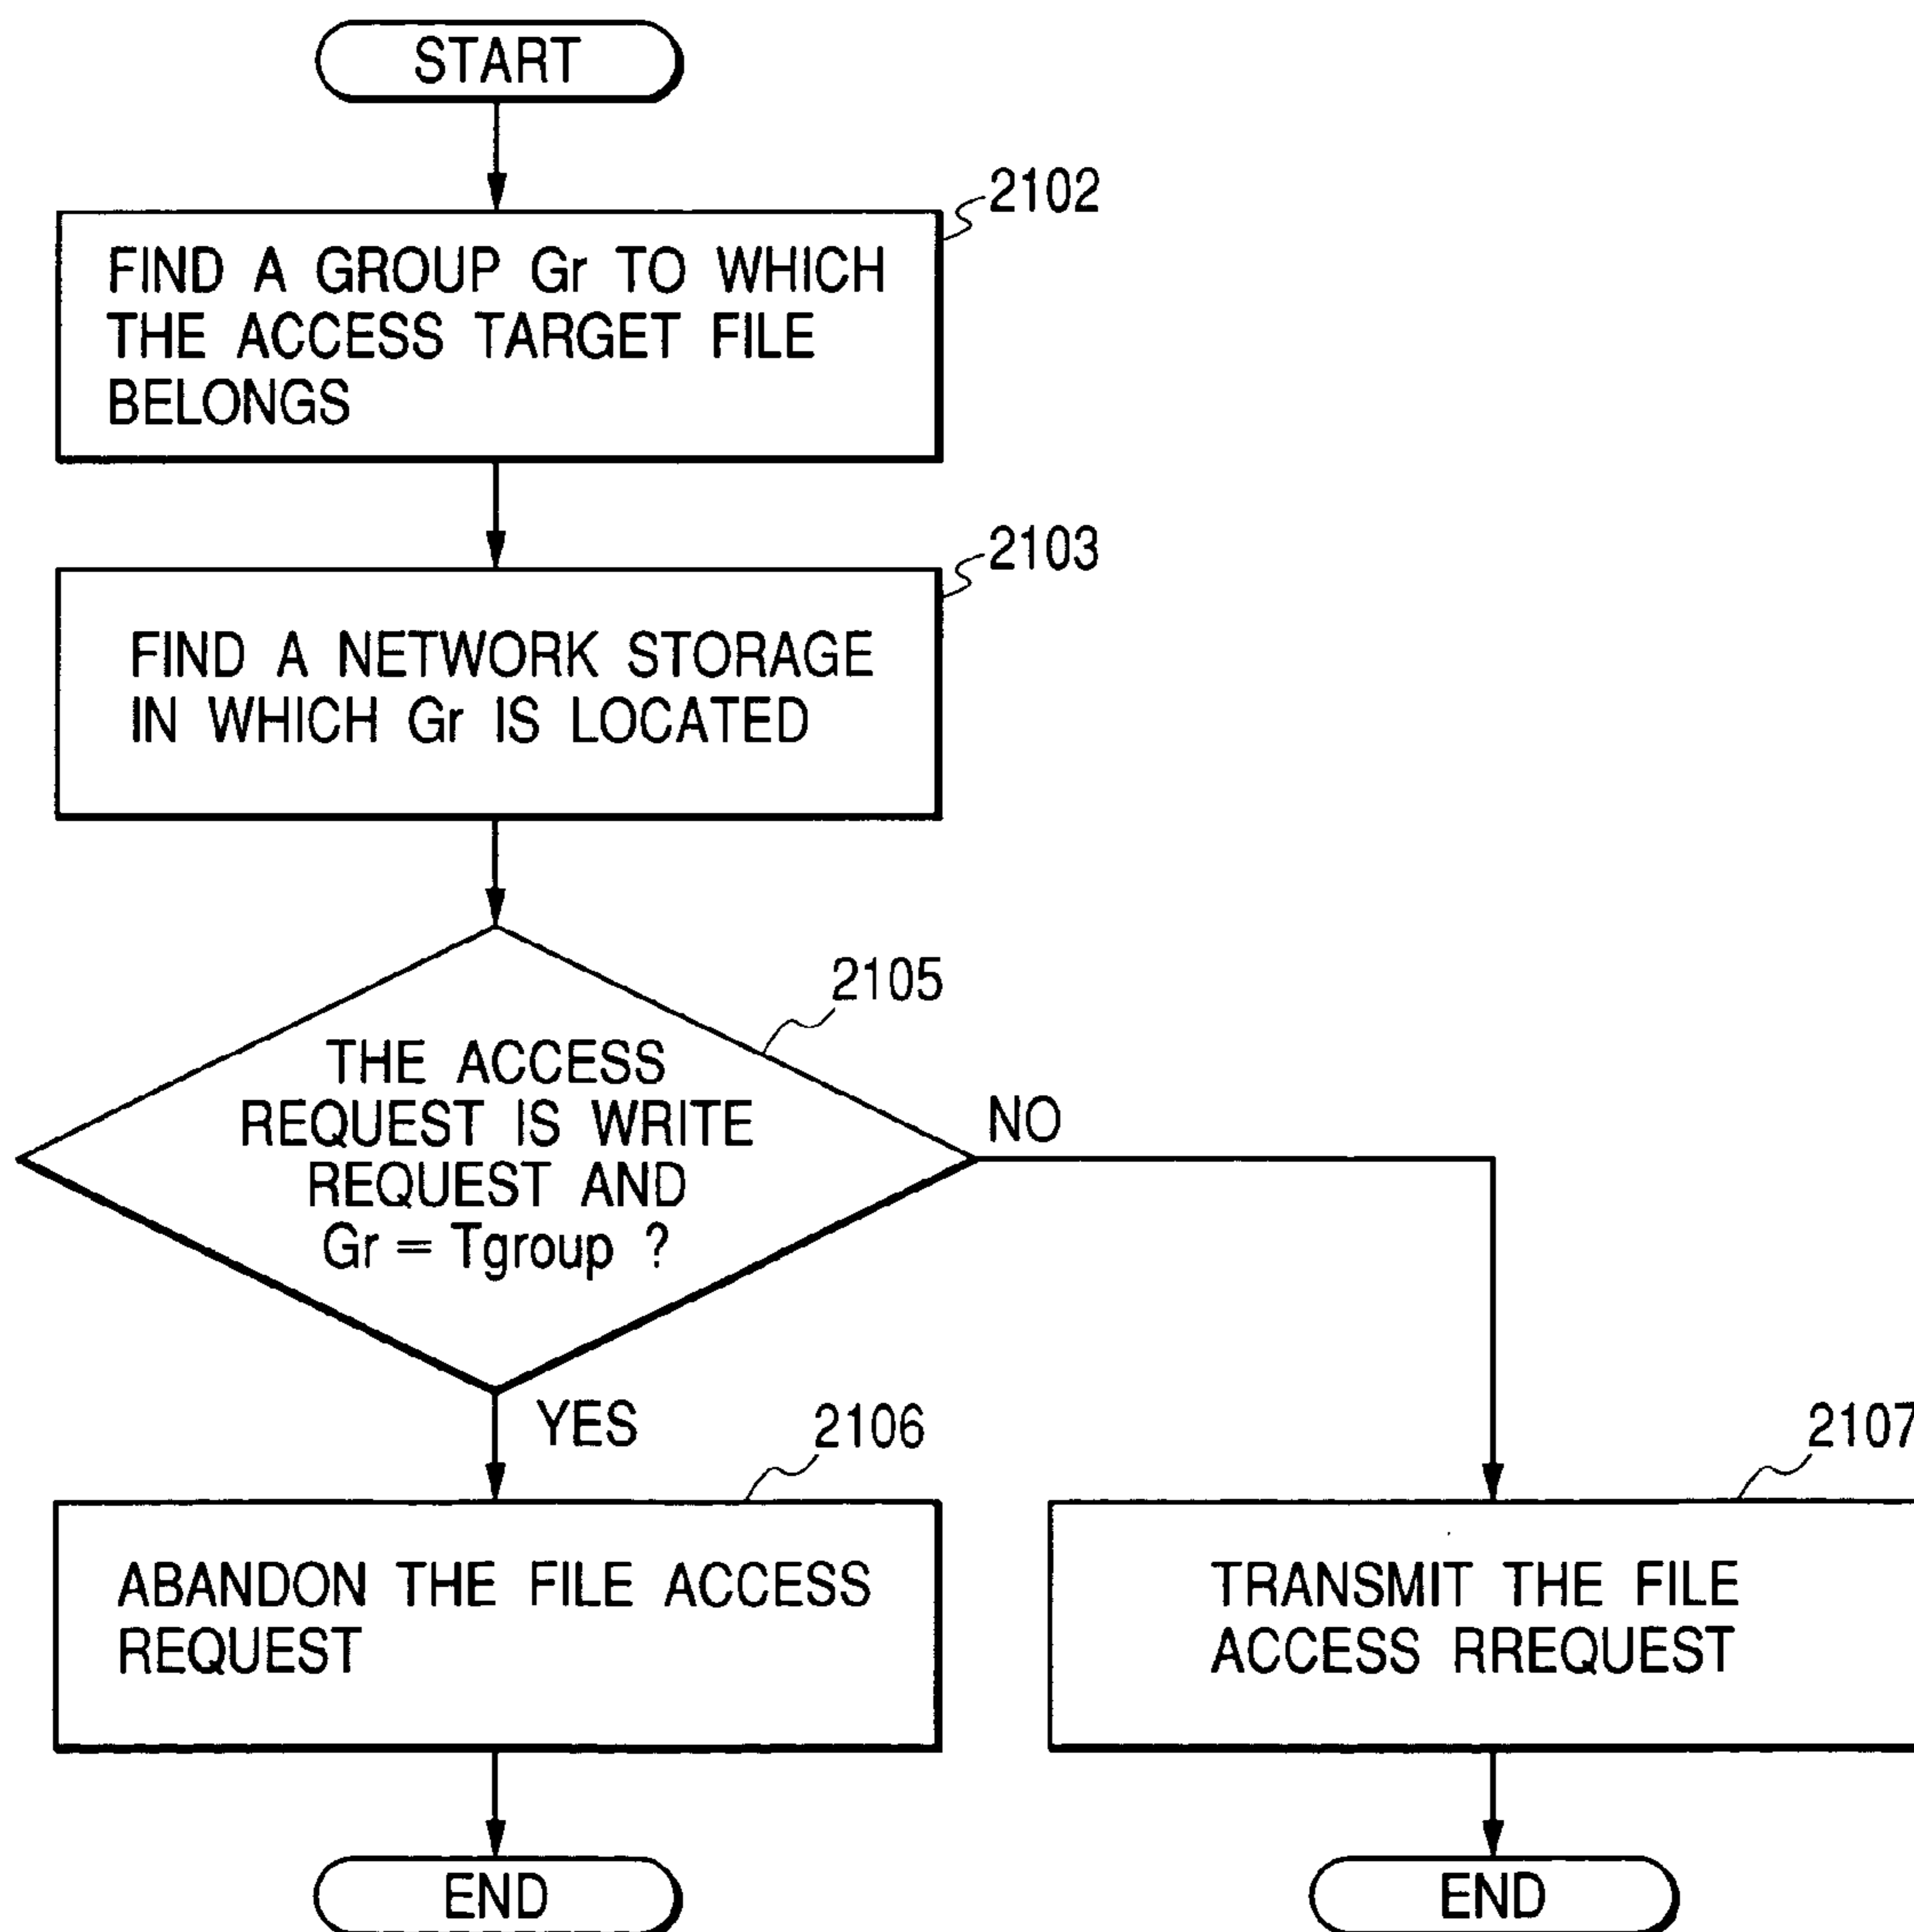 START
2102
FIND A GROUP Gr TO WHICH
THE ACCESS TARGET FILE
BELONGS
2103
FIND A NETWORK STORAGE
IN WHICH Gr IS LOCATED
2105
THE ACCESS
REQUEST IS WRITE
REQUEST AND
Gr = Tgroup ?
NO
YES
2106
2107
ABANDON THE FILE ACCESS
REQUEST
TRANSMIT THE FILE
ACCESS RREQUEST
END
END